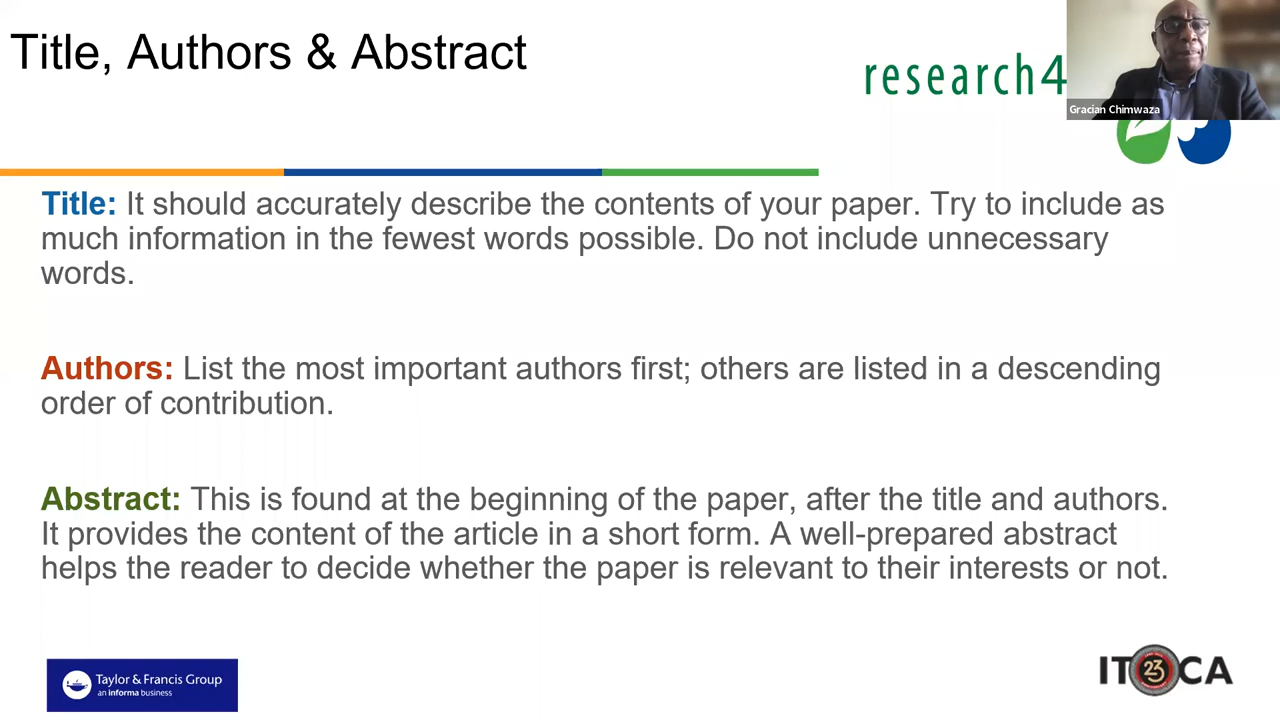 Title, Authors & Abstract
research4
Gracian Chimwaza
Title: It should accurately describe the contents of your paper. Try to include as
much information in the fewest words possible. Do not include unnecessary
words.
Authors: List the most important authors first; others are listed in a descending
order of contribution.
Abstract: This is found at the beginning of the paper, after the title and authors.
It provides the content of the article in a short form. A well-prepared abstract
helps the reader to decide whether the paper is relevant to their interests or not.
Taylor & Francis Group
an informa business
IT 23 CA